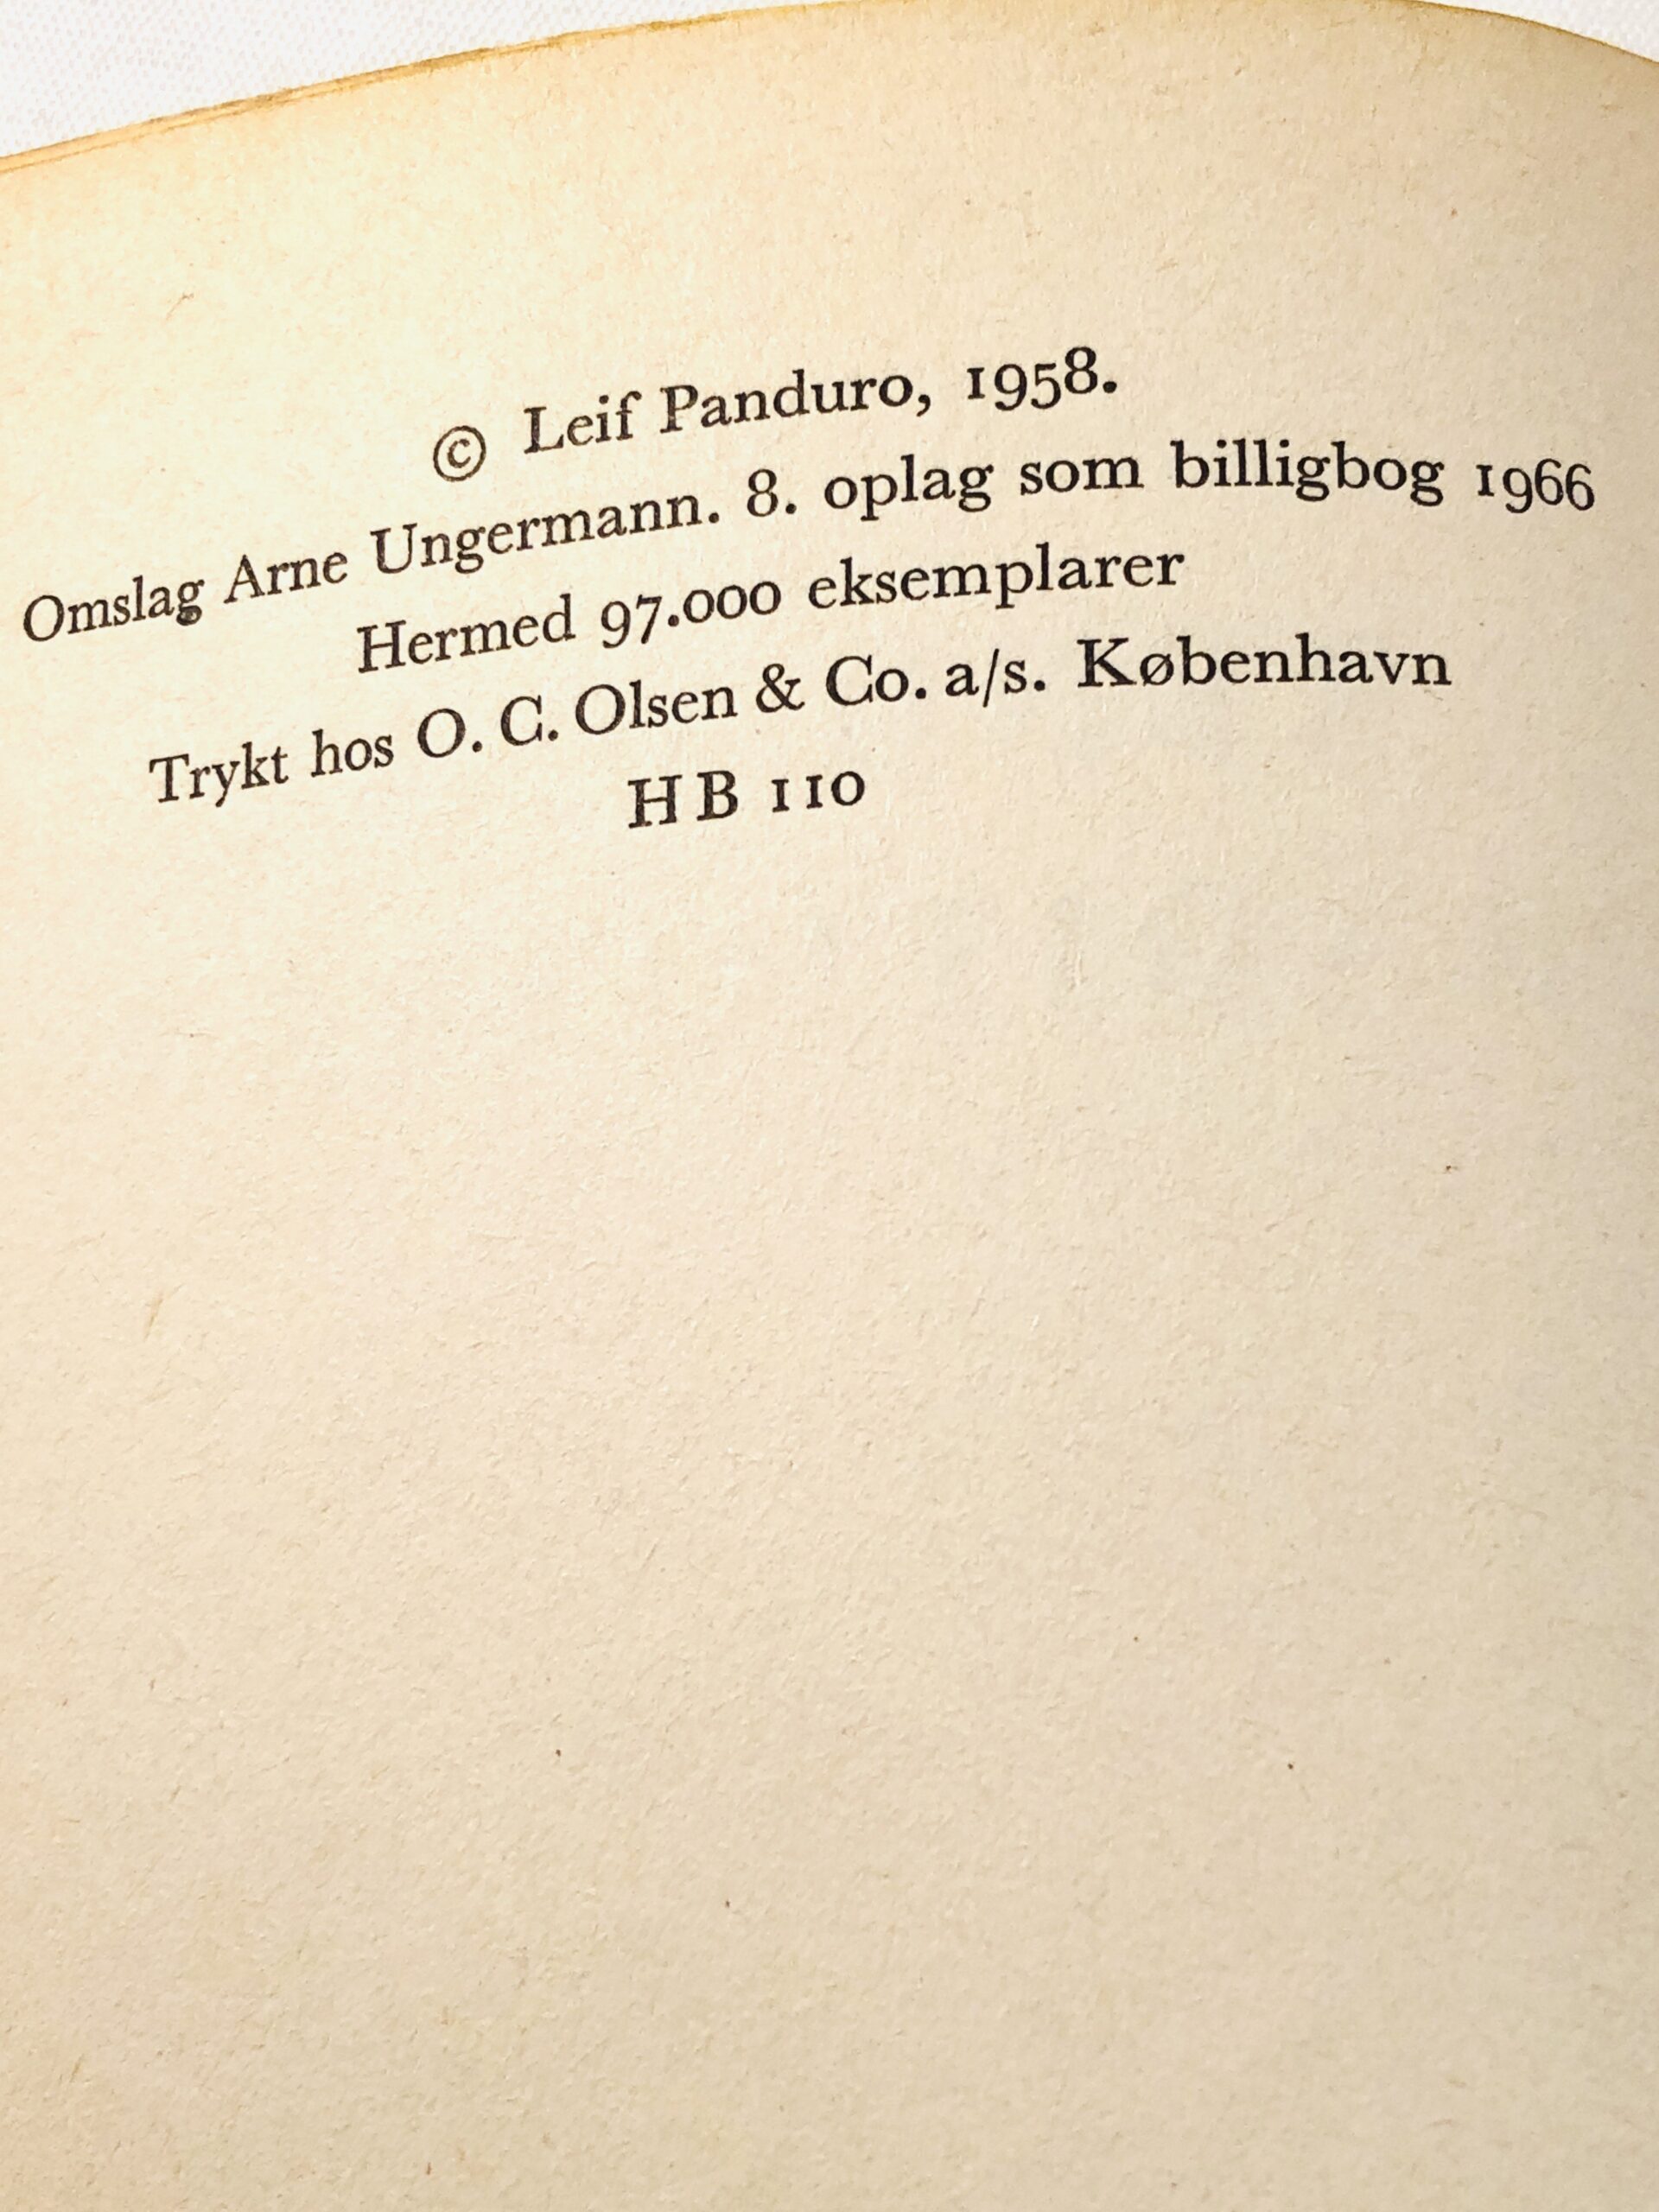 © Leif Panduro, 1958.
Omslag Arne Ungermann. 8. oplag som billigbog 1966
Hermed 97.000 eksemplarer
Trykt hos O. C. Olsen & Co. a/s. København
HB 110